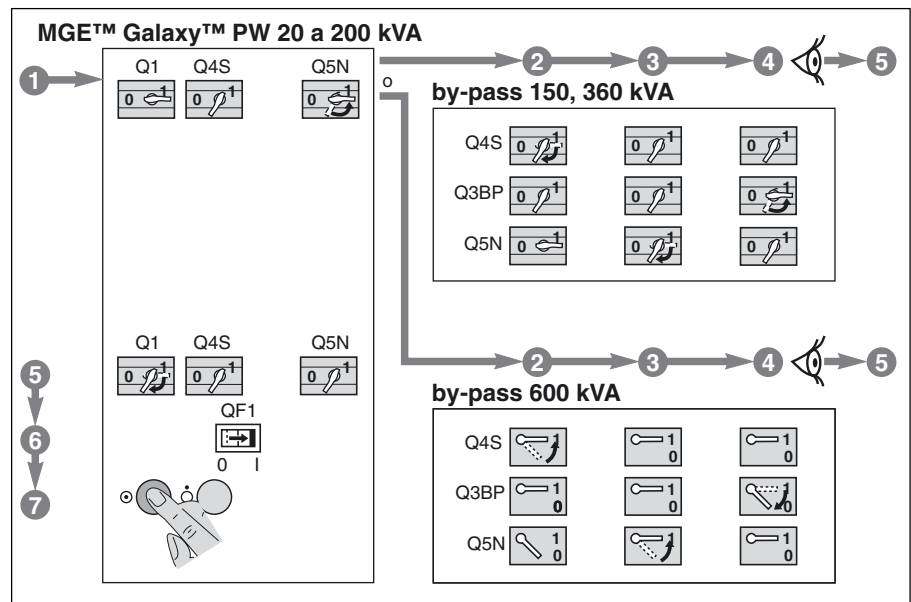 MGE™ Galaxy™ PW 20 a 200 kVA
1
Q1 Q4S Q5N
0 1 0 1 0 1
o
2 3 4 5
by-pass 150, 360 kVA
Q4S 0 1 0 1 0 1
Q3BP 0 1 0 1 0 1
Q5N 0 1 0 1 0 1
Q1 Q4S Q5N
0 1 0 1 0 1
QF1
0 I
5
6
7
2 3 4 5
by-pass 600 kVA
Q4S 1 0 1 0 1 0
Q3BP 1 0 1 0 1 0
Q5N 1 0 1 0 1 0